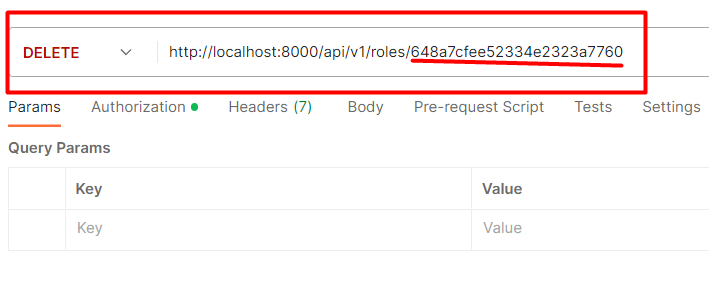 DELETE http://localhost:8000/api/v1/roles/648a7cfee52334e2323a7760
Params Authorization Headers (7) Body Pre-request Script Tests Settings
Query Params
Key Value
Key Value